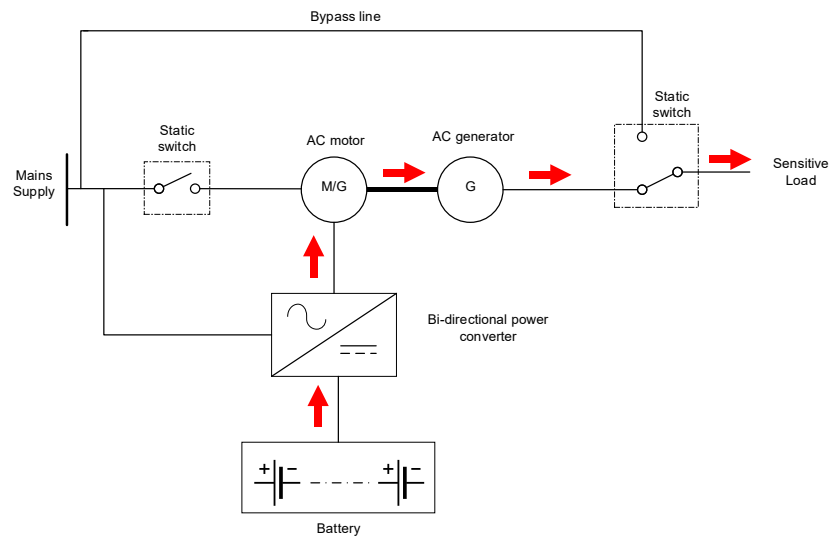 Bypass line
Static
switch
AC motor
AC generator
Static
switch
Mains
Supply
M/G
G
Sensitive
Load
Bi-directional power
converter
+ − + −
Battery